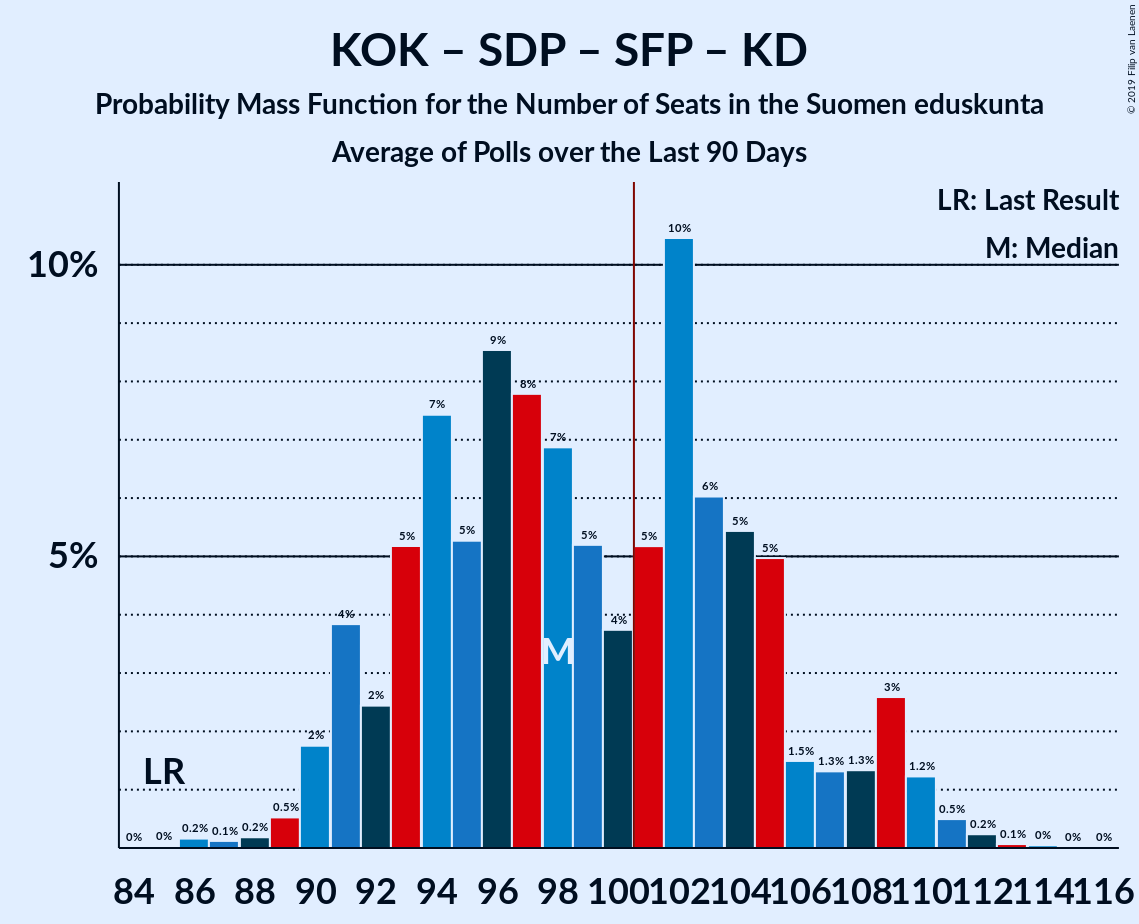 KOK – SDP – SFP – KD
Probability Mass Function for the Number of Seats in the Suomen eduskunta
Average of Polls over the Last 90 Days
© 2019 Filip van Laenen
LR: Last Result
M: Median
10%
5%
0% 0% 0.2% 0.1% 0.2% 0.5% 2% 4% 2% 5% 7% 5% 9% 8% 7% 5% 4% 5% 10% 6% 5% 5% 1.5% 1.3% 1.3% 3% 1.2% 0.5% 0.2% 0.1% 0% 0% 0%
LR
M
84 86 88 90 92 94 96 98 100 102 104 106 108 110 112 114 116